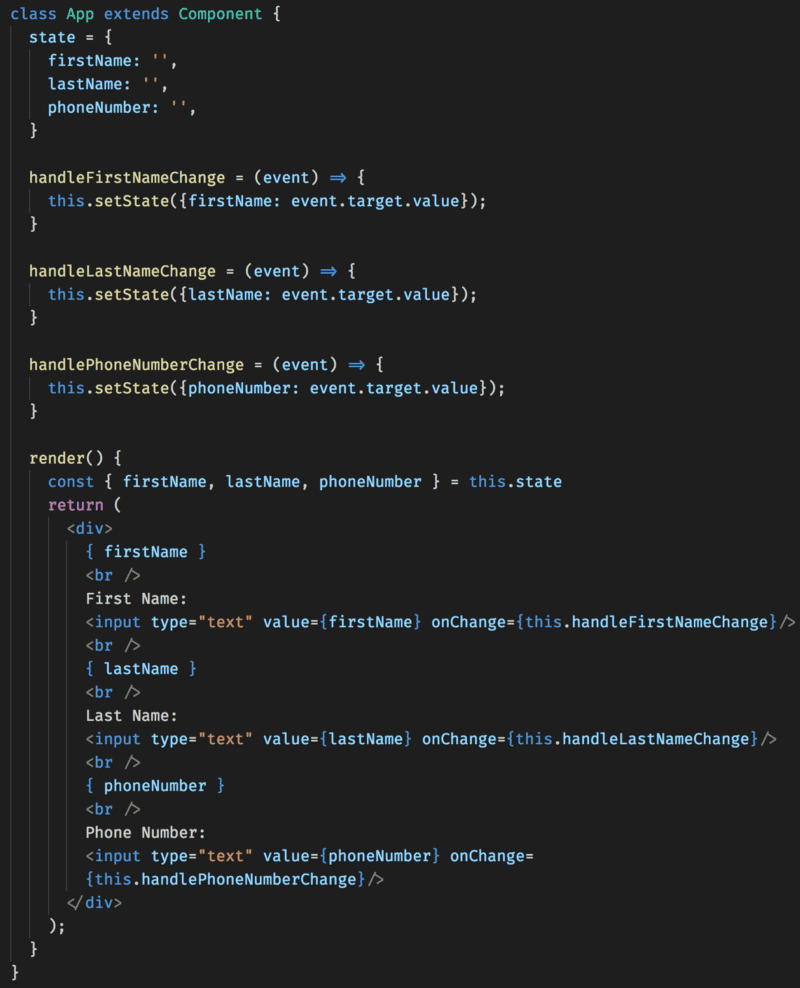 class App extends Component {
  state = {
    firstName: '',
    lastName: '',
    phoneNumber: '',
  }

  handleFirstNameChange = (event) => {
    this.setState({firstName: event.target.value});
  }

  handleLastNameChange = (event) => {
    this.setState({lastName: event.target.value});
  }

  handlePhoneNumberChange = (event) => {
    this.setState({phoneNumber: event.target.value});
  }

  render() {
    const { firstName, lastName, phoneNumber } = this.state
    return (
      <div>
        { firstName }
        <br />
        First Name:
        <input type="text" value={firstName} onChange={this.handleFirstNameChange}/>
        <br />
        { lastName }
        <br />
        Last Name:
        <input type="text" value={lastName} onChange={this.handleLastNameChange}/>
        <br />
        { phoneNumber }
        <br />
        Phone Number:
        <input type="text" value={phoneNumber} onChange=
        {this.handlePhoneNumberChange}/>
      </div>
    );
  }
}